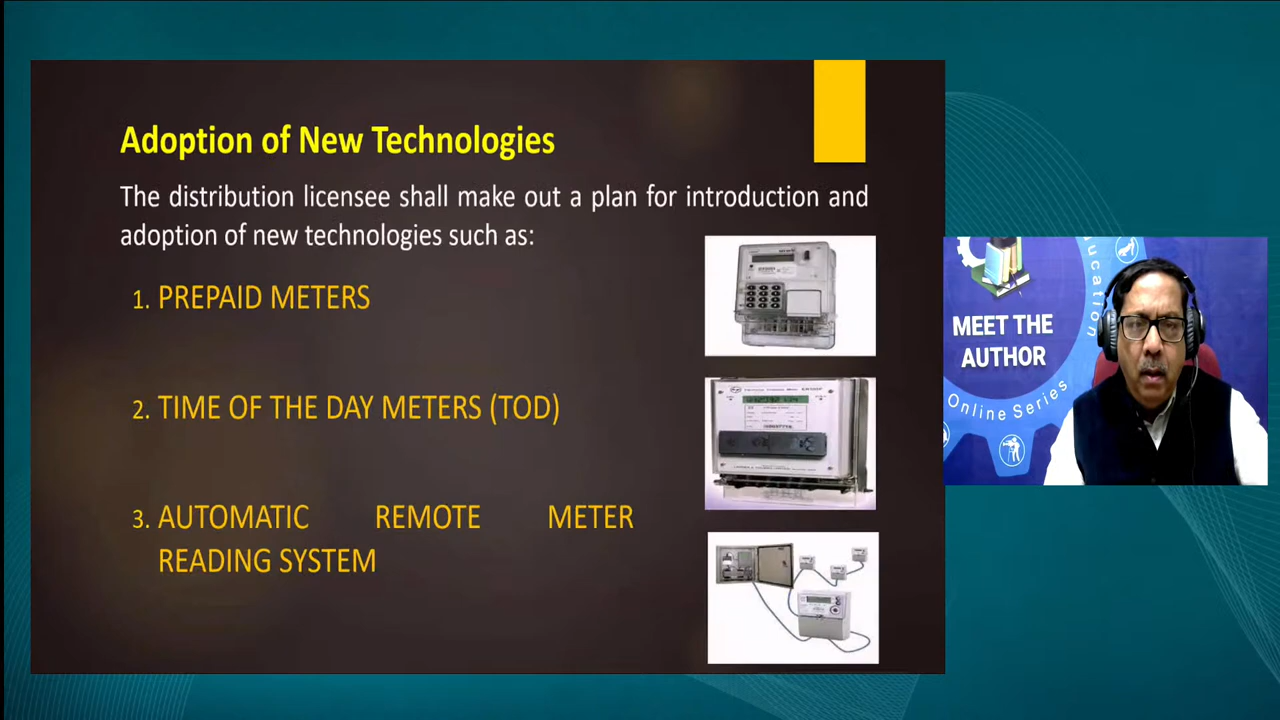 Adoption of New Technologies
The distribution licensee shall make out a plan for introduction and
adoption of new technologies such as:
1. PREPAID METERS
2. TIME OF THE DAY METERS (TOD)
3. AUTOMATIC REMOTE METER
READING SYSTEM
MEET THE
AUTHOR
ucation
Online Series